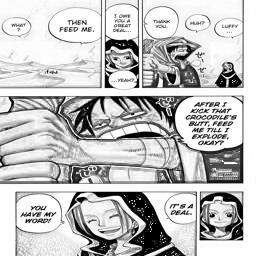 LUFFY
...
HUH?
THANK
YOU.
I OWE
YOU A
GREAT
DEAL...
...YEAH?
THEN
FEED ME.
WHAT
?
AFTER I
KICK THAT
CROCODILE'S
BUTT, FEED
ME TILL I
EXPLODE,
OKAY?
IT'S A
DEAL.
YOU
HAVE MY
WORD!